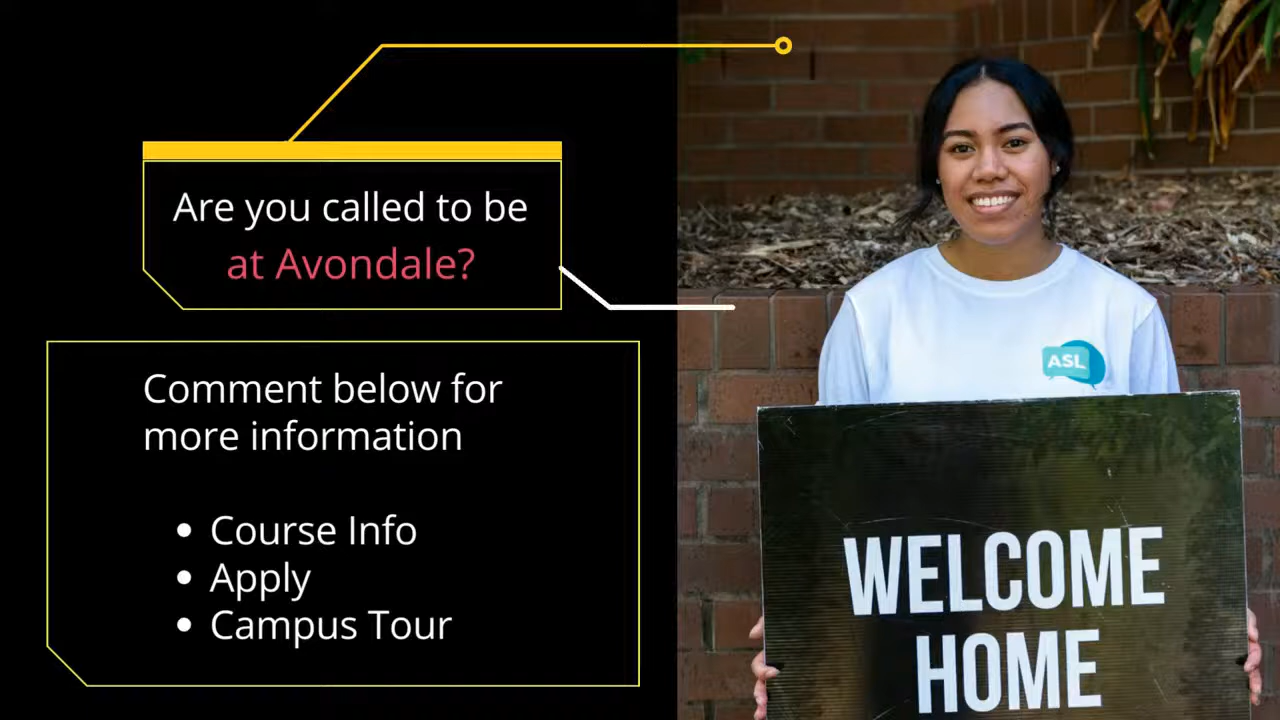 Are you called to be
at Avondale?
Comment below for
more information
• Course Info
• Apply
• Campus Tour
ASL
WELCOME
HOME